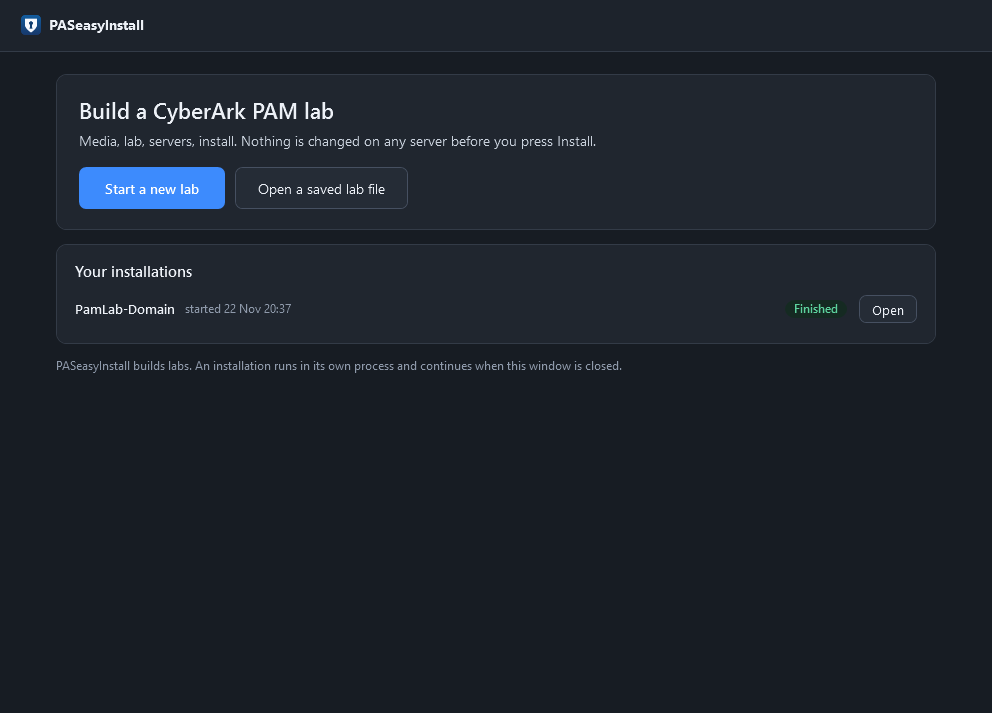 PASeasyInstall
Build a CyberArk PAM lab
Media, lab, servers, install. Nothing is changed on any server before you press Install.
Start a new lab
Open a saved lab file
Your installations
PamLab-Domain started 22 Nov 20:37 Finished Open
PASeasyInstall builds labs. An installation runs in its own process and continues when this window is closed.